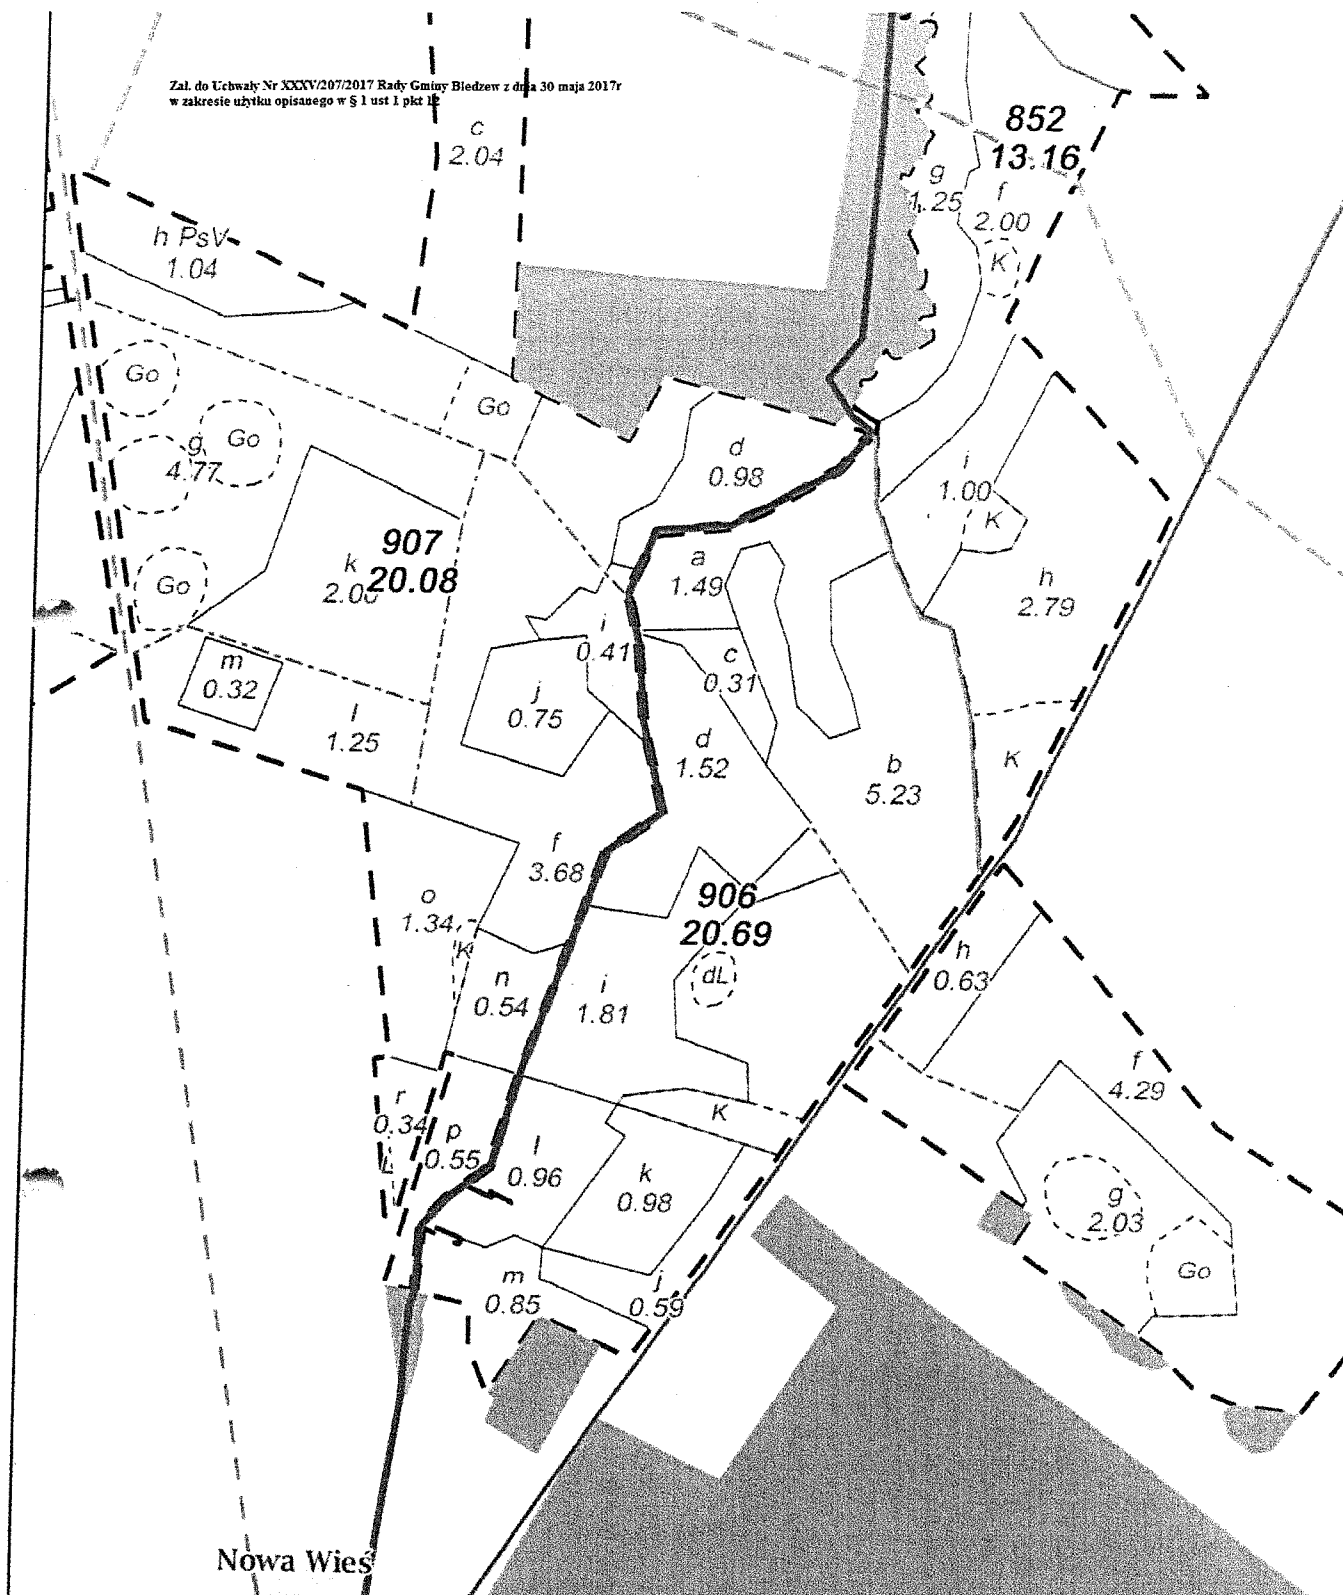 Zał. do Uchwały Nr XXXV/207/2017 Rady Gminy Bledzew z dnia 30 maja 2017r
w zakresie użytku opisanego w § 1 ust 1 pkt 12
852
13.16
c
2.04
g
1.25
f
2.00
K
h PsV
1.04
Go
Go
Go
g
4.77
d
0.98
i
1.00
K
907
20.08
k
2.00
a
1.49
Go
h
2.79
i
0.41
c
0.31
m
0.32
j
0.75
l
1.25
d
1.52
K
b
5.23
f
3.68
o
1.34
K
906
20.69
h
0.63
dL
n
0.54
i
1.81
f
4.29
r
0.34
K
p
0.55
l
0.96
k
0.98
L
g
2.03
Go
m
0.85
j
0.59
Nowa Wieś